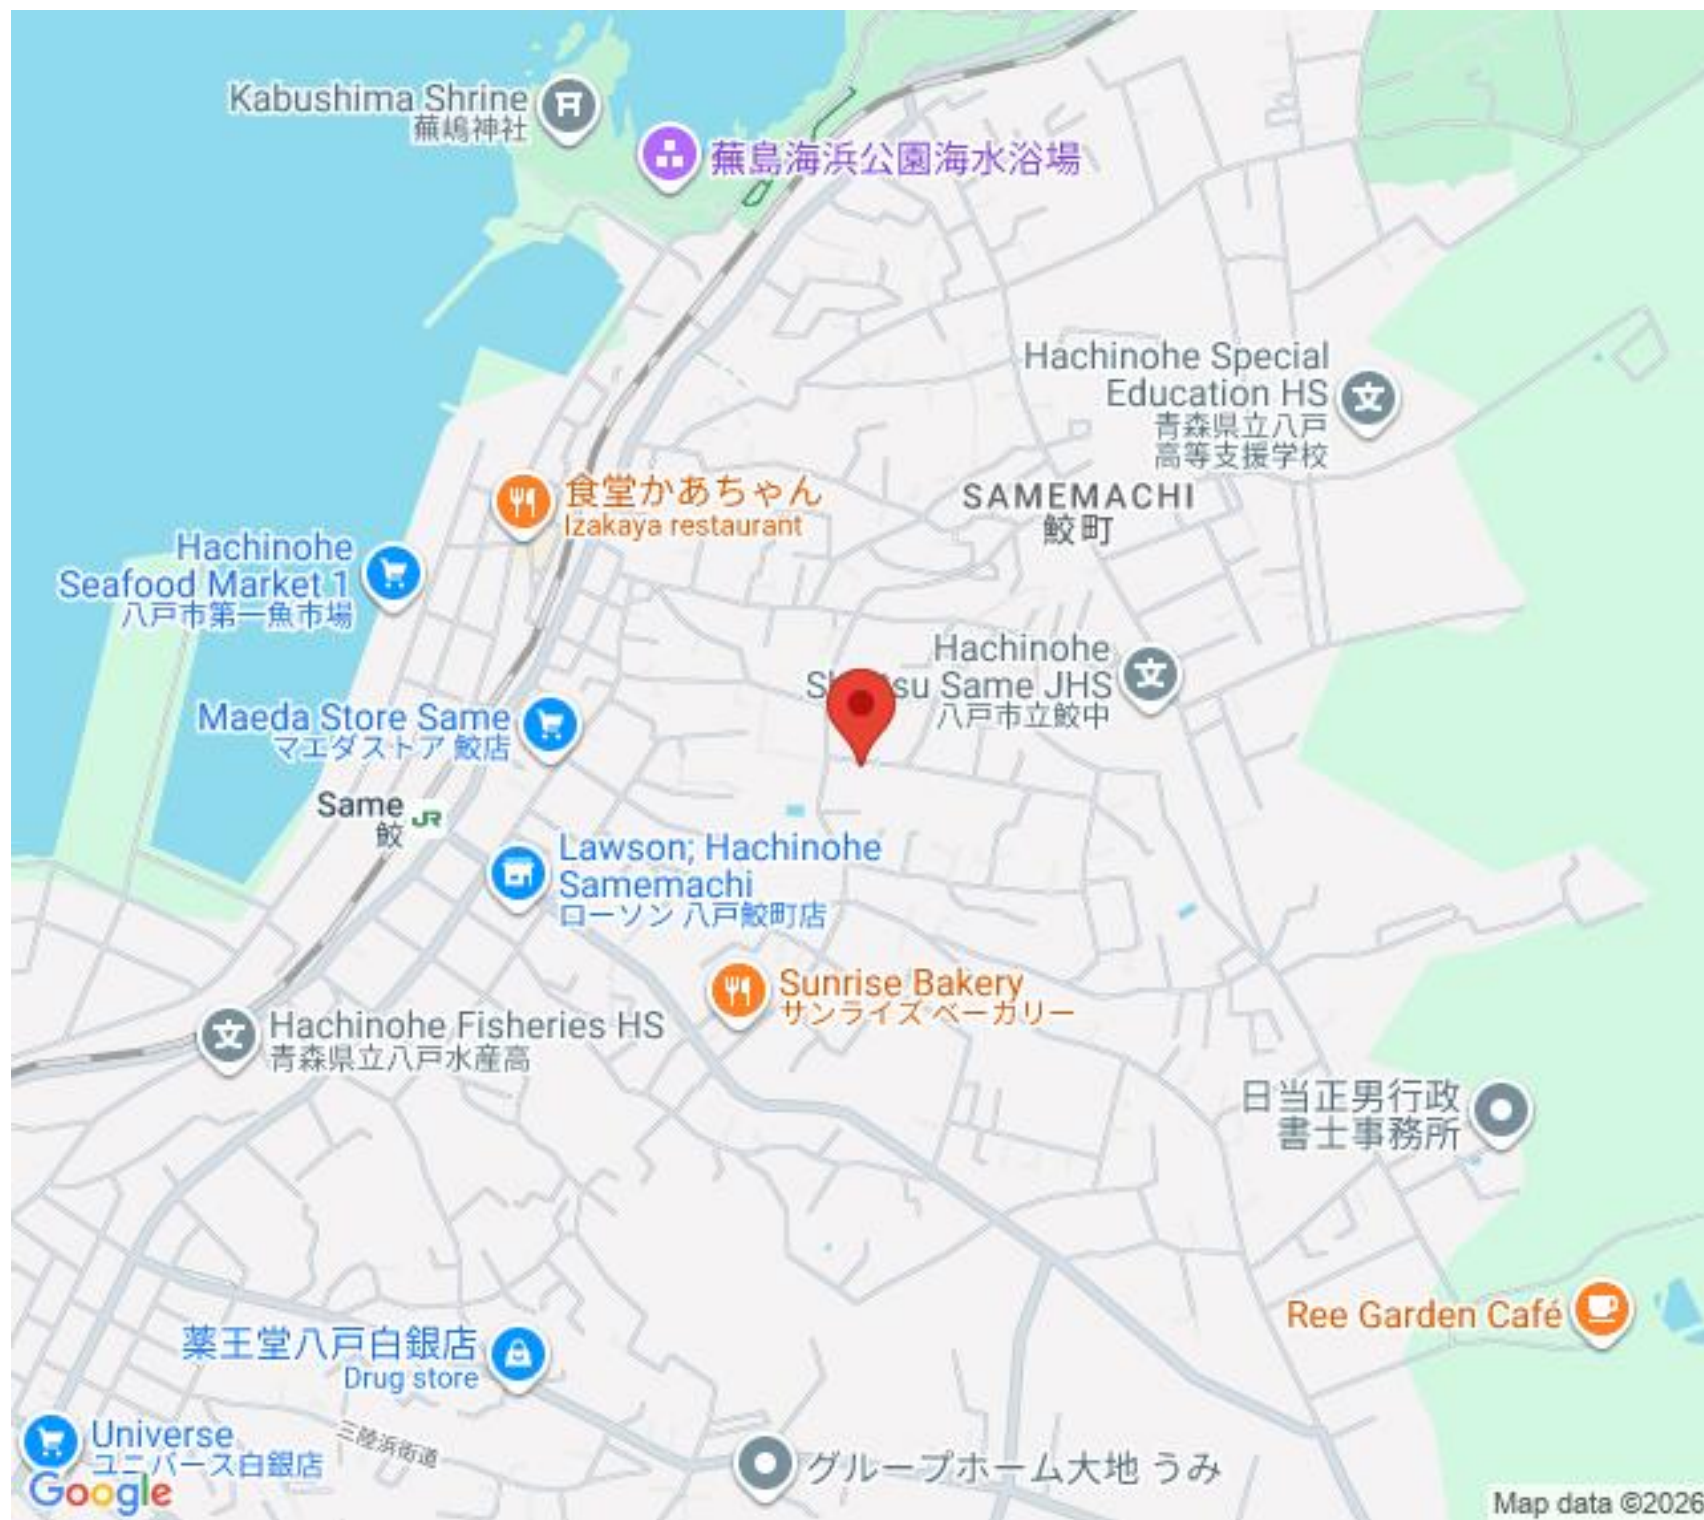 Kabushima Shrine
蕪嶋神社
蕪島海浜公園海水浴場
Hachinohe Special
Education HS
青森県立八戸
高等支援学校
食堂かあちゃん
Izakaya restaurant
SAMEMACHI
鮫町
Hachinohe
Seafood Market 1
八戸市第一魚市場
Hachinohe
Same JHS
八戸市立鮫中
Maeda Store Same
マエダストア 鮫店
Same
鮫
JR
Lawson; Hachinohe
Samemachi
ローソン 八戸鮫町店
Sunrise Bakery
サンライズ ベーカリー
Hachinohe Fisheries HS
青森県立八戸水産高
日当正男行政
書士事務所
Ree Garden Café
薬王堂八戸白銀店
Drug store
三陸浜街道
Universe
ユニバース白銀店
グループホーム大地 うみ
Google
Map data ©2026